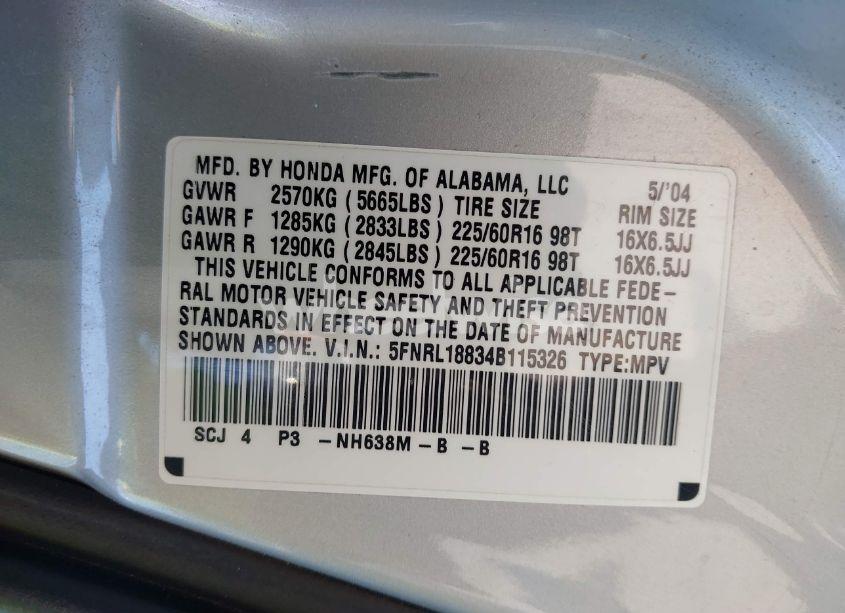 MFD. BY HONDA MFG. OF ALABAMA, LLC 5/'04
GVWR 2570KG (5665LBS) TIRE SIZE RIM SIZE
GAWR F 1285KG (2833LBS) 225/60R16 98T 16X6.5JJ
GAWR R 1290KG (2845LBS) 225/60R16 98T 16X6.5JJ
THIS VEHICLE CONFORMS TO ALL APPLICABLE FEDE-
RAL MOTOR VEHICLE SAFETY AND THEFT PREVENTION
STANDARDS IN EFFECT ON THE DATE OF MANUFACTURE
SHOWN ABOVE. V.I.N.: 5FNRL18834B115326 TYPE:MPV
SCJ 4 P3 -NH638M -B -B